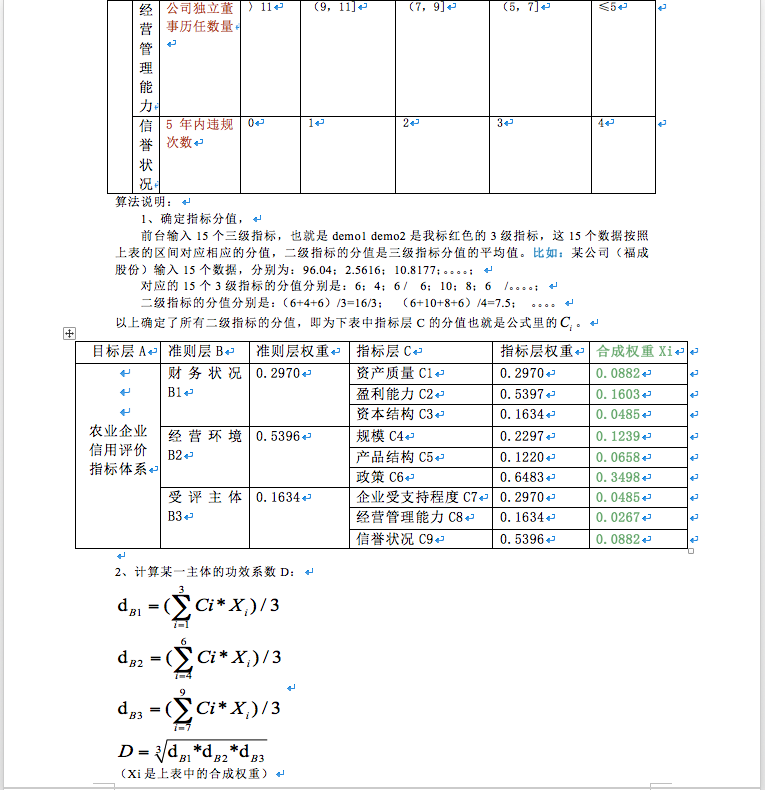 经营管理能力 公司独立董事历任数量 〉11 （9，11] （7，9] （5，7] ≤5
信誉状况 5 年内违规次数 0 1 2 3 4
算法说明：
1、确定指标分值，
前台输入 15 个三级指标，也就是 demo1 demo2 是我标红色的 3 级指标，这 15 个数据按照
上表的区间对应相应的分值，二级指标的分值是三级指标分值的平均值。比如：某公司（福成
股份）输入 15 个数据，分别为：96.04；2.5616；10.8177；。。。。；
对应的 15 个 3 级指标的分值分别是：6；4；6 /　6；10；8；6　/。。。。；
二级指标的分值分别是：（6+4+6）/3=16/3；　（6+10+8+6）/4=7.5；　。。。。
以上确定了所有二级指标的分值，即为下表中指标层 C 的分值也就是公式里的Ci 。
目标层 A 准则层 B 准则层权重 指标层 C 指标层权重 合成权重 Xi
农业企业信用评价指标体系
财务状况 B1 0.2970 资产质量 C1 0.2970 0.0882
盈利能力 C2 0.5397 0.1603
资本结构 C3 0.1634 0.0485
经营环境 B2 0.5396 规模 C4 0.2297 0.1239
产品结构 C5 0.1220 0.0658
政策 C6 0.6483 0.3498
受评主体 B3 0.1634 企业受支持程度 C7 0.2970 0.0485
经营管理能力 C8 0.1634 0.0267
信誉状况 C9 0.5396 0.0882
2、计算某一主体的功效系数 D：
d_B1 = (∑_{i=1}^{3} Ci * X_i) / 3
d_B2 = (∑_{i=4}^{6} Ci * X_i) / 3
d_B3 = (∑_{i=7}^{9} Ci * X_i) / 3
D = ∛(d_B1 * d_B2 * d_B3)
（Xi 是上表中的合成权重）